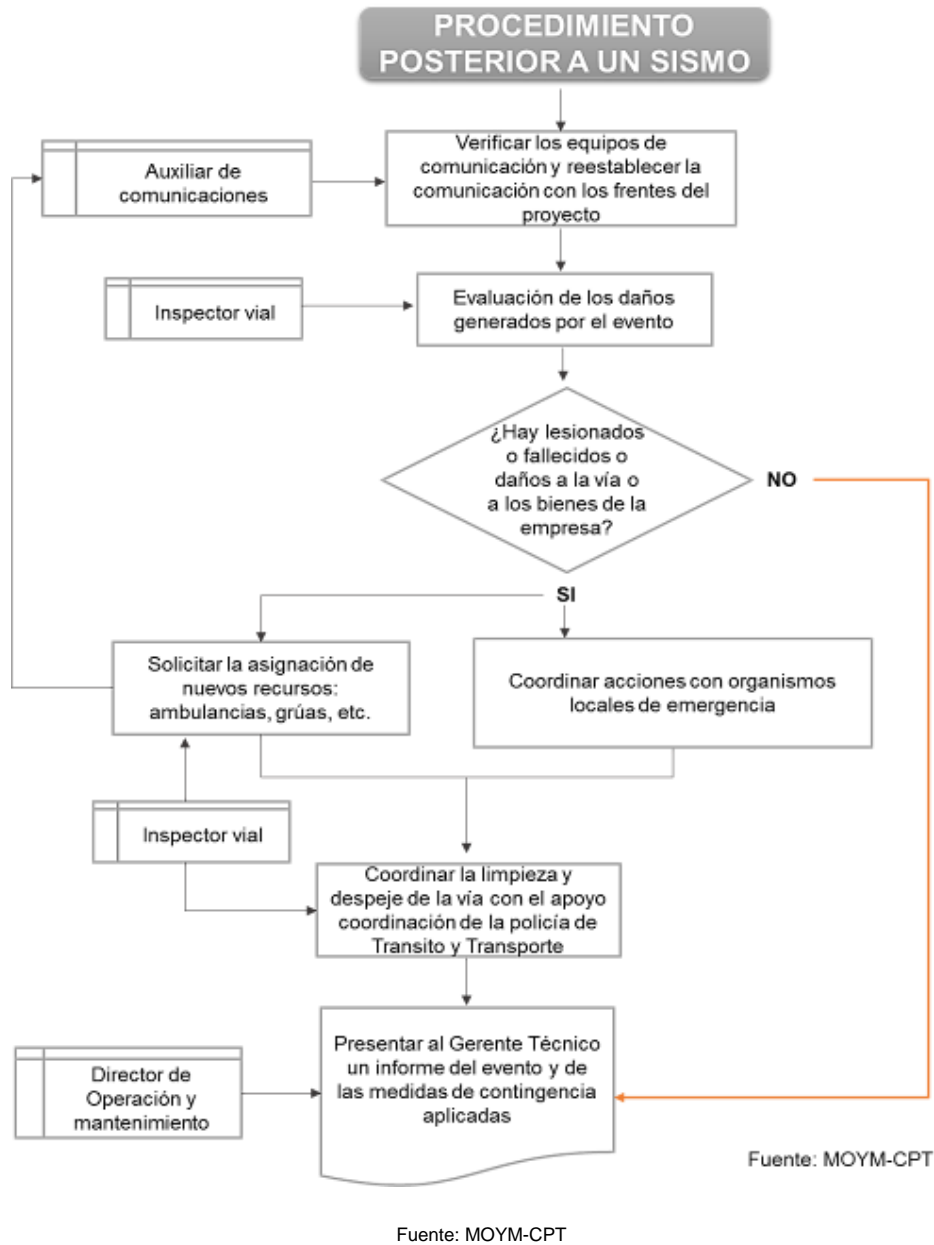 PROCEDIMIENTO
POSTERIOR A UN SISMO
Auxiliar de
comunicaciones
Verificar los equipos de
comunicación y reestablecer la
comunicación con los frentes del
proyecto
Inspector vial
Evaluación de los daños
generados por el evento
¿Hay lesionados
o fallecidos o
daños a la vía o
a los bienes de la
empresa?
NO
SI
Solicitar la asignación de
nuevos recursos:
ambulancias, grúas, etc.
Coordinar acciones con organismos
locales de emergencia
Inspector vial
Coordinar la limpieza y
despeje de la vía con el apoyo
coordinación de la policía de
Transito y Transporte
Director de
Operación y
mantenimiento
Presentar al Gerente Técnico
un informe del evento y de
las medidas de contingencia
aplicadas
Fuente: MOYM-CPT
Fuente: MOYM-CPT